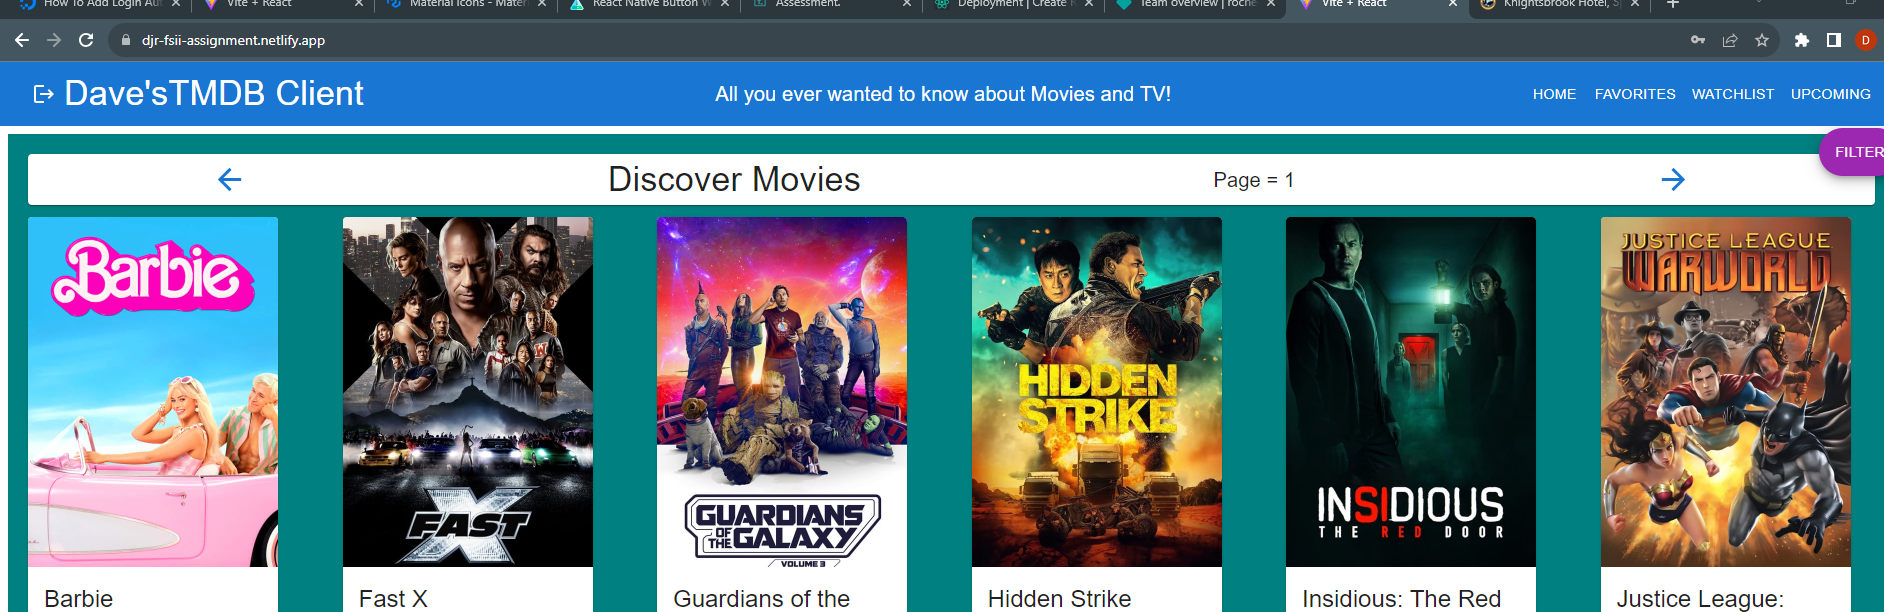 How To Add Login Aut
Vite + React
Material Icons - Mater
React Native Button W
Assessment.
Deployment | Create R
Team overview | roche
Vite + React
Knightsbrook Hotel, S
djr-fsii-assignment.netlify.app
D
Dave'sTMDB Client
All you ever wanted to know about Movies and TV!
HOME FAVORITES WATCHLIST UPCOMING
FILTER
Discover Movies
Page = 1
Barbie
FAST X
GUARDIANS
OF THE GALAXY
VOLUME 3
HIDDEN
STRIKE
INSIDIOUS
THE RED DOOR
JUSTICE LEAGUE
WARWORLD
Barbie
Fast X
Guardians of the
Hidden Strike
Insidious: The Red
Justice League: